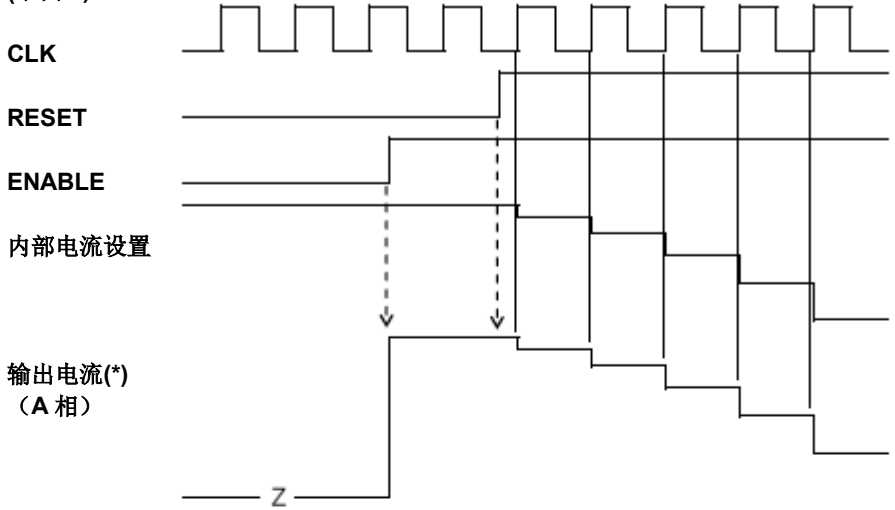 CLK
RESET
ENABLE
内部电流设置
输出电流(*)
（A 相）
Z